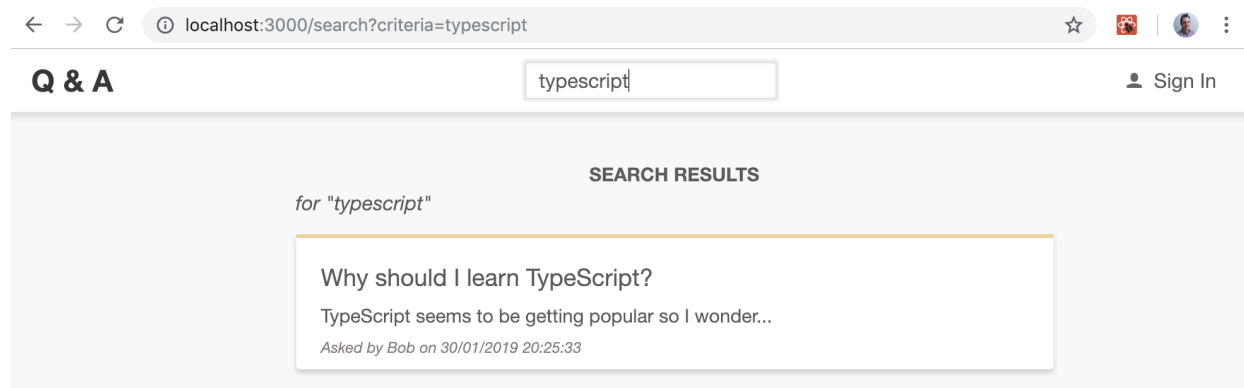 localhost:3000/search?criteria=typescript
Q & A
typescript
Sign In
SEARCH RESULTS
for "typescript"
Why should I learn TypeScript?
TypeScript seems to be getting popular so I wonder...
Asked by Bob on 30/01/2019 20:25:33